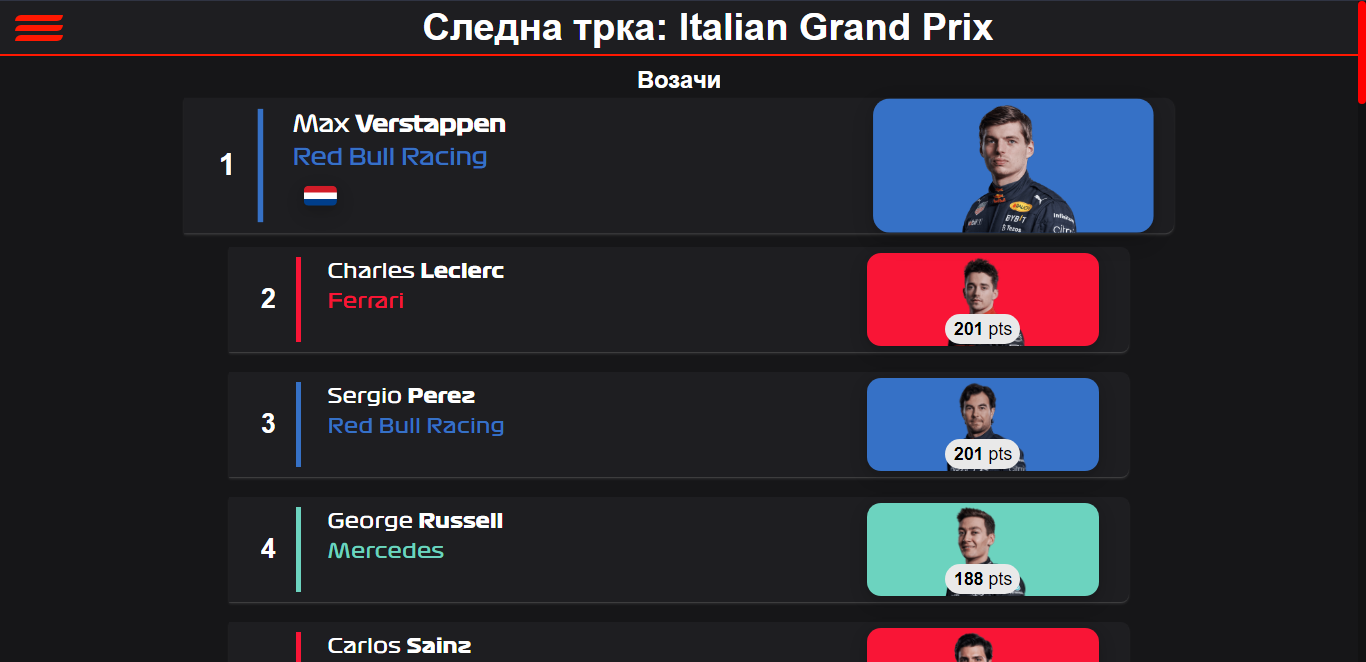 Следна трка: Italian Grand Prix
Возачи
1
Max Verstappen
Red Bull Racing
2
Charles Leclerc
Ferrari
201 pts
3
Sergio Perez
Red Bull Racing
201 pts
4
George Russell
Mercedes
188 pts
Carlos Sainz